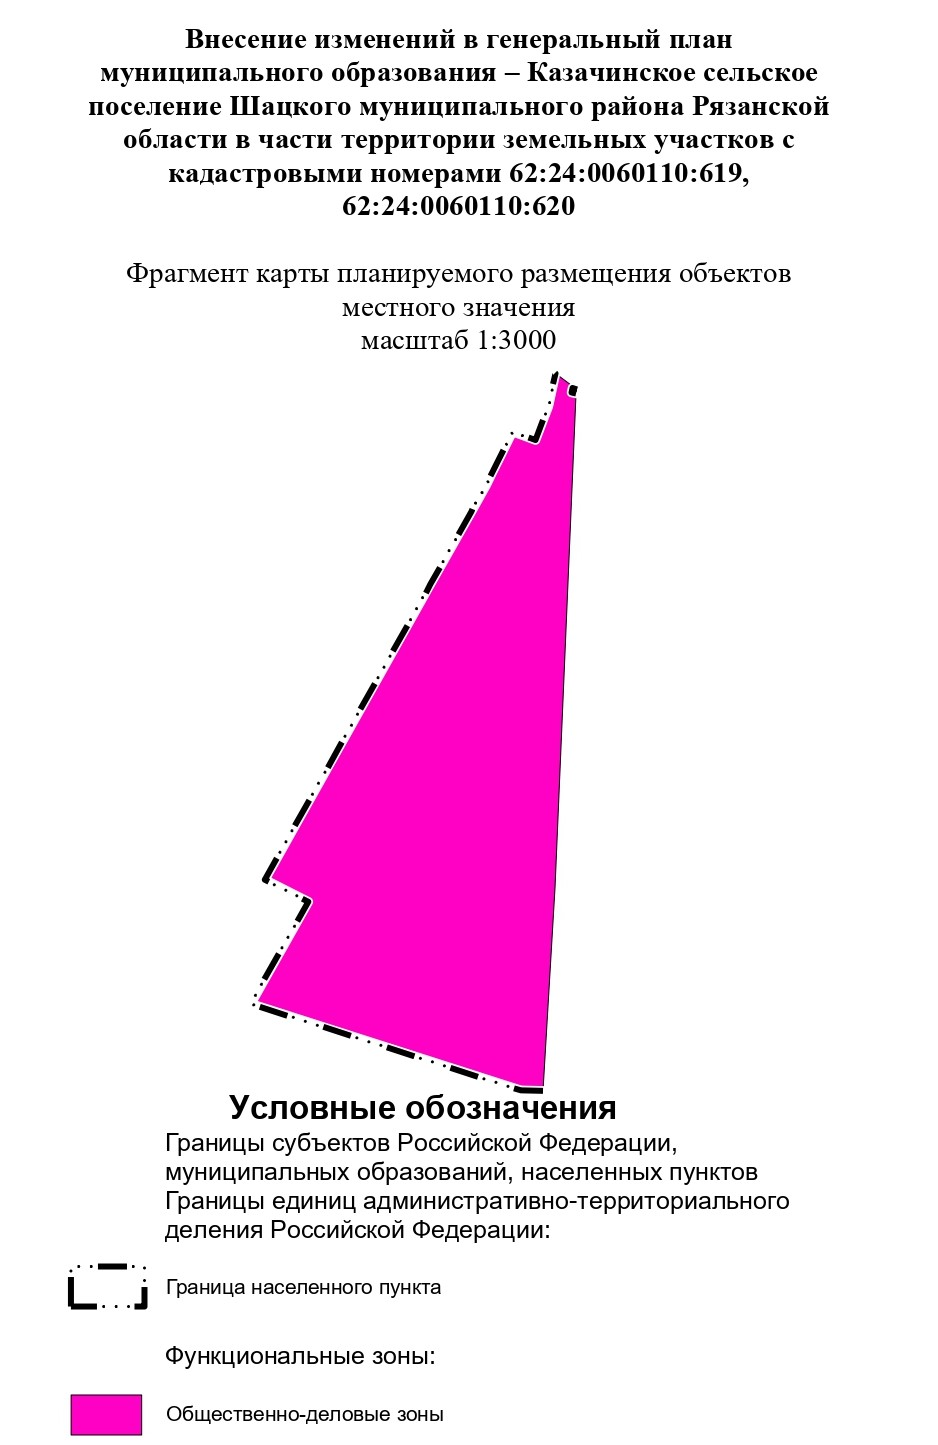 Внесение изменений в генеральный план
муниципального образования – Казачинское сельское
поселение Шацкого муниципального района Рязанской
области в части территории земельных участков с
кадастровыми номерами 62:24:0060110:619,
62:24:0060110:620
Фрагмент карты планируемого размещения объектов
местного значения
масштаб 1:3000
Условные обозначения
Границы субъектов Российской Федерации,
муниципальных образований, населенных пунктов
Границы единиц административно-территориального
деления Российской Федерации:
Граница населенного пункта
Функциональные зоны:
Общественно-деловые зоны